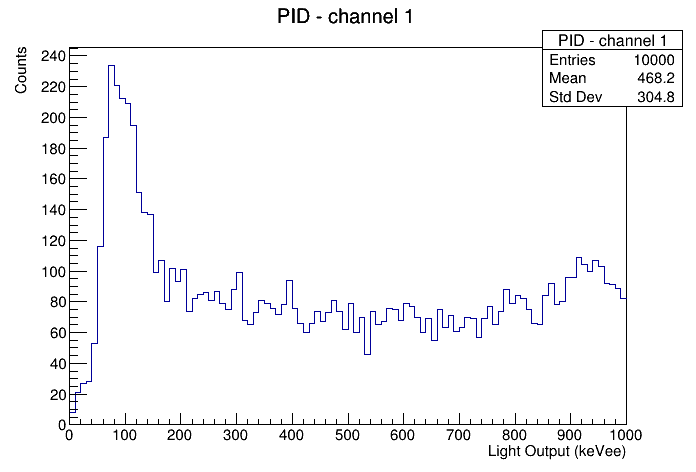 PID - channel 1
PID - channel 1
Entries 10000
Mean 468.2
Std Dev 304.8
Counts
240
220
200
180
160
140
120
100
80
60
40
20
0
0 100 200 300 400 500 600 700 800 900 1000
Light Output (keVee)